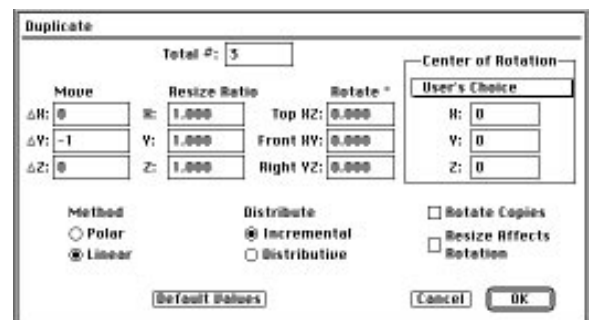 Duplicate
Total #: 3
Center of Rotation
Move Resize Ratio Rotate °
User's Choice
ΔX: 0 X: 1.000 Top XZ: 0.000 X: 0
ΔY: -1 Y: 1.000 Front XY: 0.000 Y: 0
ΔZ: 0 Z: 1.000 Right YZ: 0.000 Z: 0
Method Distribute Rotate Copies
Polar Incremental Resize Affects
Linear Distributive Rotation
Default Values Cancel OK